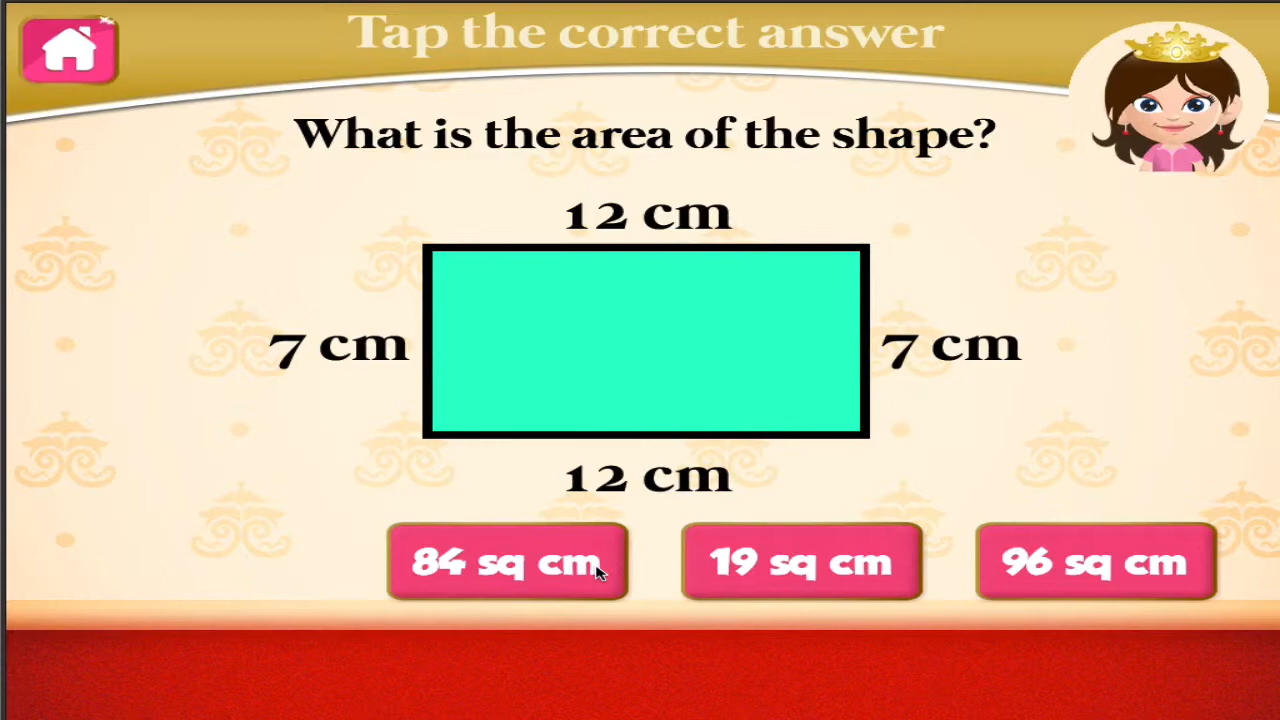 Tap the correct answer
What is the area of the shape?
12 cm
7 cm
7 cm
12 cm
84 sq cm
19 sq cm
96 sq cm